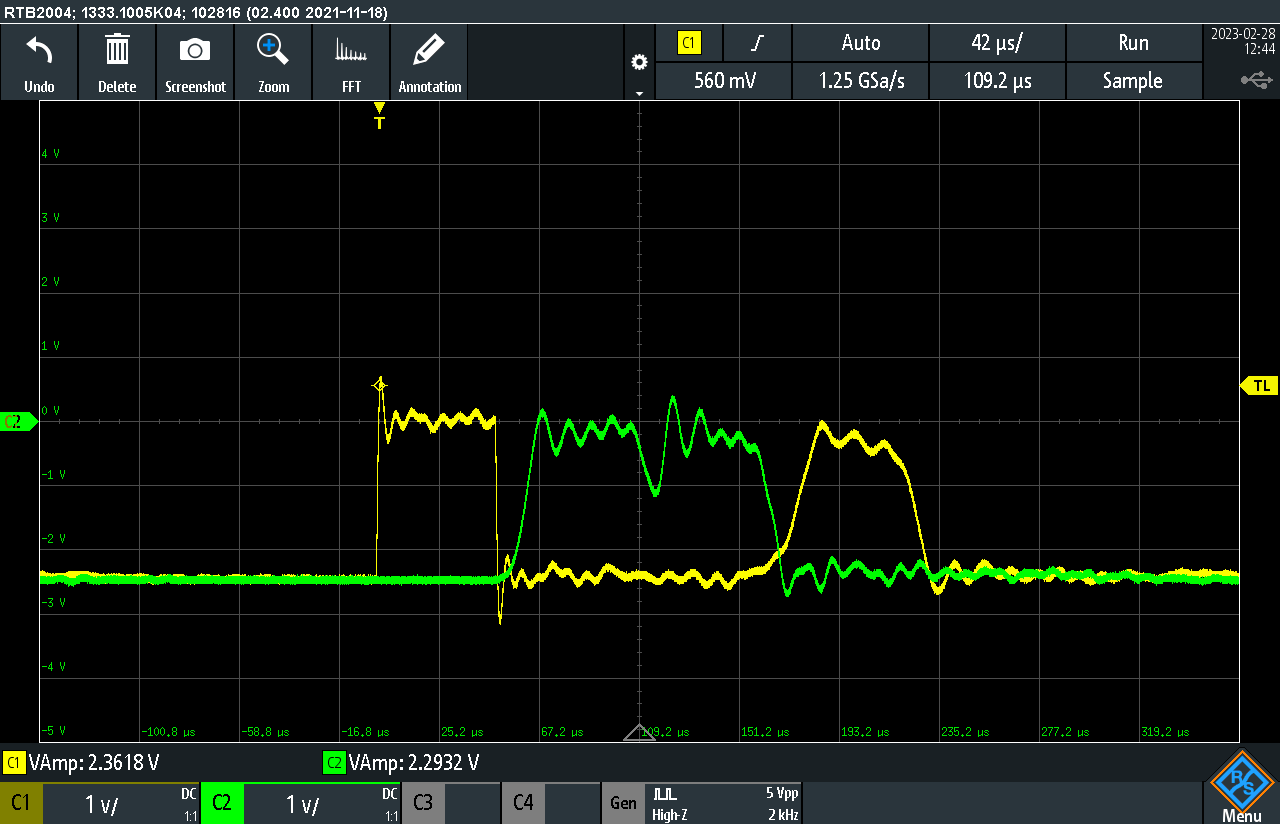 RTB2004; 1333.1005K04; 102816 (02.400 2021-11-18)
Undo
Delete
Screenshot
Zoom
FFT
Annotation
C1
Auto
42 µs/
Run
560 mV
1.25 GSa/s
109.2 µs
Sample
2023-02-28
12:44
T
4 V
3 V
2 V
1 V
0 V
-1 V
-2 V
-3 V
-4 V
-5 V
C2
TL
-100,8 µs
-58,8 µs
-16,8 µs
25,2 µs
67,2 µs
109,2 µs
151,2 µs
193,2 µs
235,2 µs
277,2 µs
319,2 µs
C1 VAmp: 2.3618 V
C2 VAmp: 2.2932 V
C1
1 V/
DC
1:1
C2
1 V/
DC
1:1
C3
C4
Gen
High-Z
5 Vpp
2 kHz
R&S
Menu